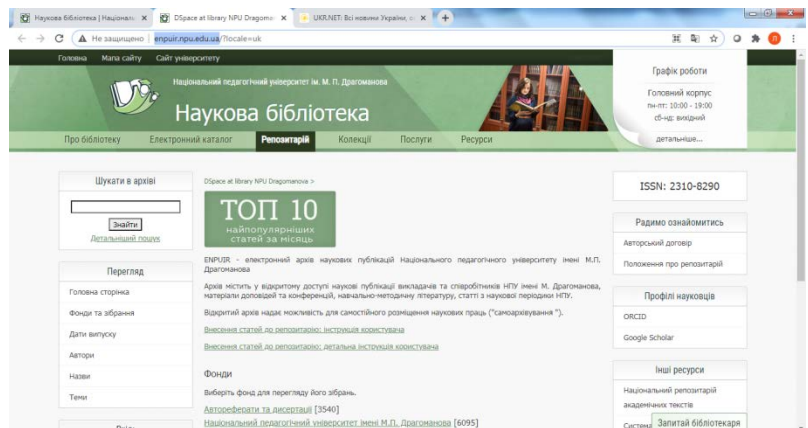 Наукова бібліотека | Національ
DSpace at library NPU Dragoma
UKR.NET: Всі новини України, о
Не защищено | enpuir.npu.edu.ua/?locale=uk
Головна Мапа сайту Сайт університету
Національний педагогічний університет ім. М. П. Драгоманова
Наукова бібліотека
Графік роботи
Головний корпус
пн-пт: 10:00 - 19:00
сб-нд: вихідний
детальніше...
Про бібліотеку Електронний каталог Репозитарій Колекції Послуги Ресурси
Шукати в архіві
Знайти
Детальніший пошук
Перегляд
Головна сторінка
Фонди та зібрання
Дати випуску
Автори
Назви
Теми
DSpace at library NPU Dragomanova >
ТОП 10
найпопулярніших
статей за місяць
ENPUIR - електронний архів наукових публікацій Національного педагогічного університету імені М.П.
Драгоманова
Архів містить у відкритому доступі наукові публікації викладачів та співробітників НПУ імені М. Драгоманова,
матеріали доповідей та конференцій, навчально-методичну літературу, статті з наукової періодики НПУ.
Відкритий архів надає можливість для самостійного розміщення наукових праць ("самоархівування ").
Внесення статей до репозитарію: інструкція користувача
Внесення статей до репозитарію: детальна інструкція користувача
Фонди
Виберіть фонд для перегляду його зібрань.
Автореферати та дисертації [3540]
Національний педагогічний університет імені М.П. Драгоманова [6095]
ISSN: 2310-8290
Радимо ознайомитись
Авторський договір
Положення про репозитарій
Профілі науковців
ORCID
Google Scholar
Інші ресурси
Національний репозитарій
академічних текстів
Система
Запитай бібліотекаря